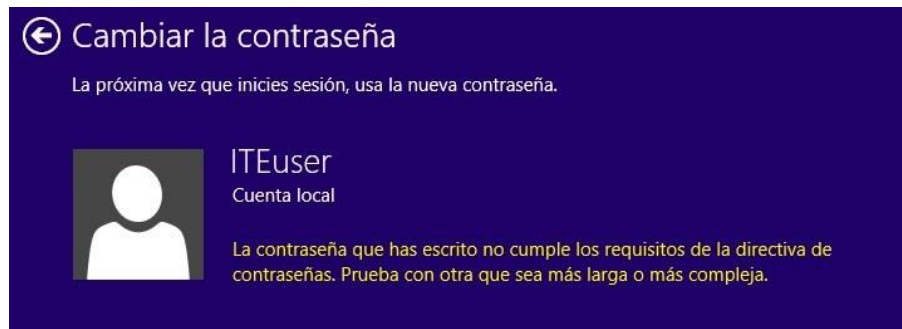 Cambiar la contraseña
La próxima vez que inicies sesión, usa la nueva contraseña.
ITEuser
Cuenta local
La contraseña que has escrito no cumple los requisitos de la directiva de
contraseñas. Prueba con otra que sea más larga o más compleja.